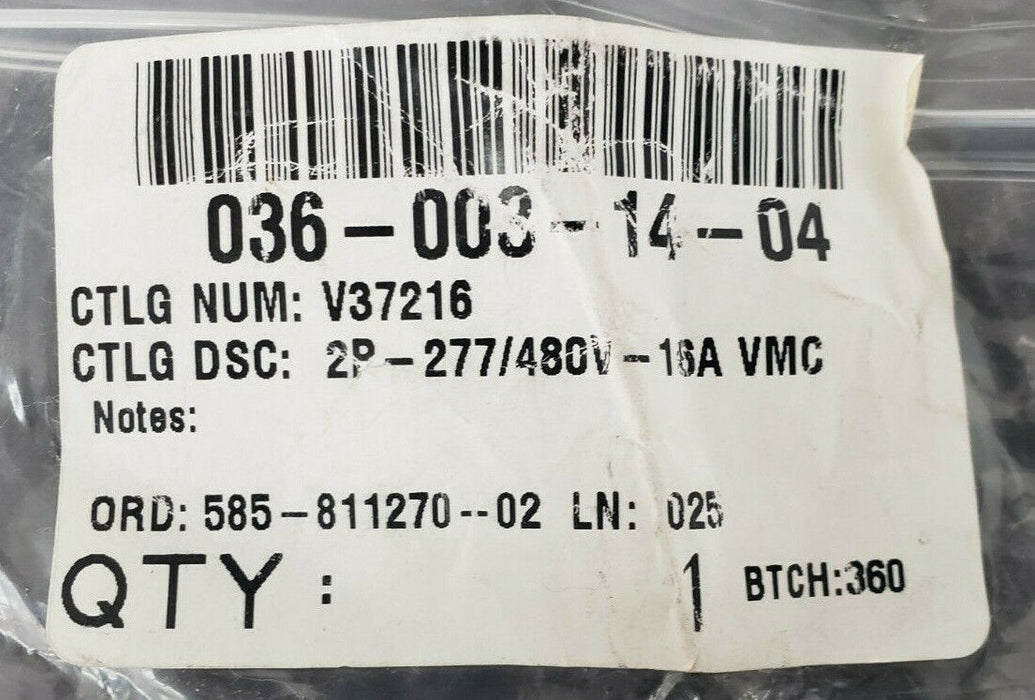 036-003-14-04
CTLG NUM: V37216
CTLG DSC: 2P-277/480V-16A VMC
Notes:
ORD: 585-811270--02 LN: 025
QTY: 1 BTCH:360